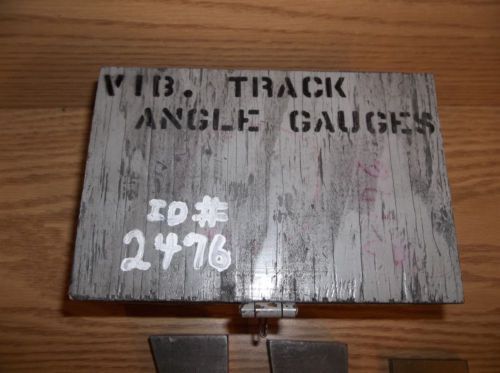 VIB. TRACK
ANGLE GAUGES
ID#
2476